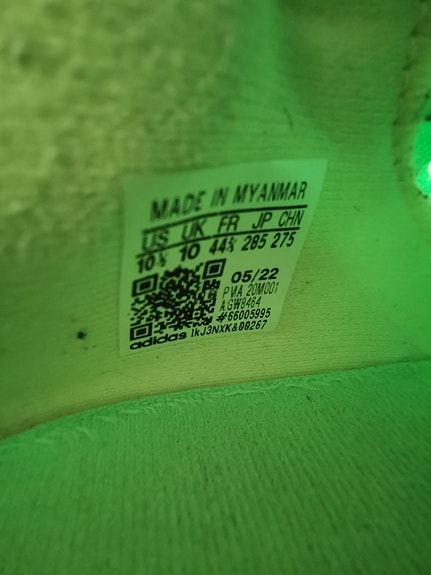 MADE IN MYANMAR
US UK FR JP CHN
10½ 10 44⅔ 285 275
05/22
PMA 20M001
AGW9464
#66005995
adidas 1kJ3NXK&00267